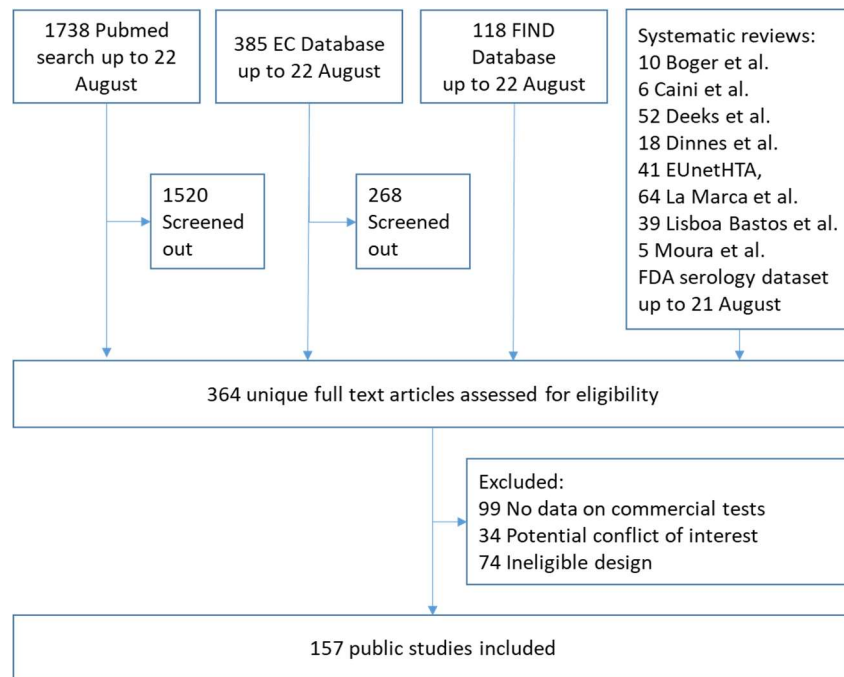 1738 Pubmed
search up to 22
August
385 EC Database
up to 22 August
118 FIND
Database
up to 22 August
Systematic reviews:
10 Boger et al.
6 Caini et al.
52 Deeks et al.
18 Dinnes et al.
41 EUnetHTA,
64 La Marca et al.
39 Lisboa Bastos et al.
5 Moura et al.
FDA serology dataset
up to 21 August
1520
Screened
out
268
Screened
out
364 unique full text articles assessed for eligibility
Excluded:
99 No data on commercial tests
34 Potential conflict of interest
74 Ineligible design
157 public studies included